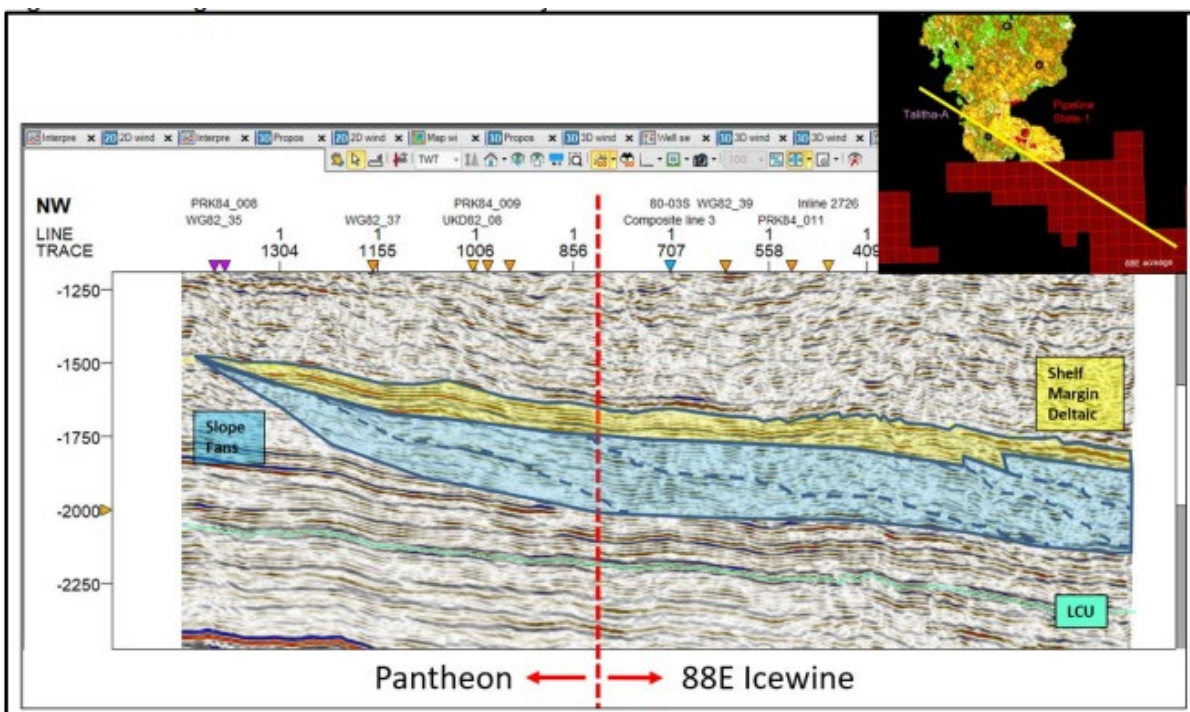 Talitha-A
Pipeline
State-1
88E acreage
Interpre x 2D wind x Interpre x Propos x 2D wind x Map wi x Propos x 3D wind x Well se x 3D wind x 3D wind x
TWT 100
NW
PRK84_008 PRK84_009 80-03S WG82_39 Inline 2726
WG82_35 WG82_37 UKD82_08 Composite line 3 PRK84_011
LINE 1 1 1 1 1 1 1
TRACE 1304 1155 1006 856 707 558 409
-1250
-1500
Shelf
Margin
Deltaic
Slope
Fans
-1750
-2000
-2250
LCU
Pantheon 88E Icewine